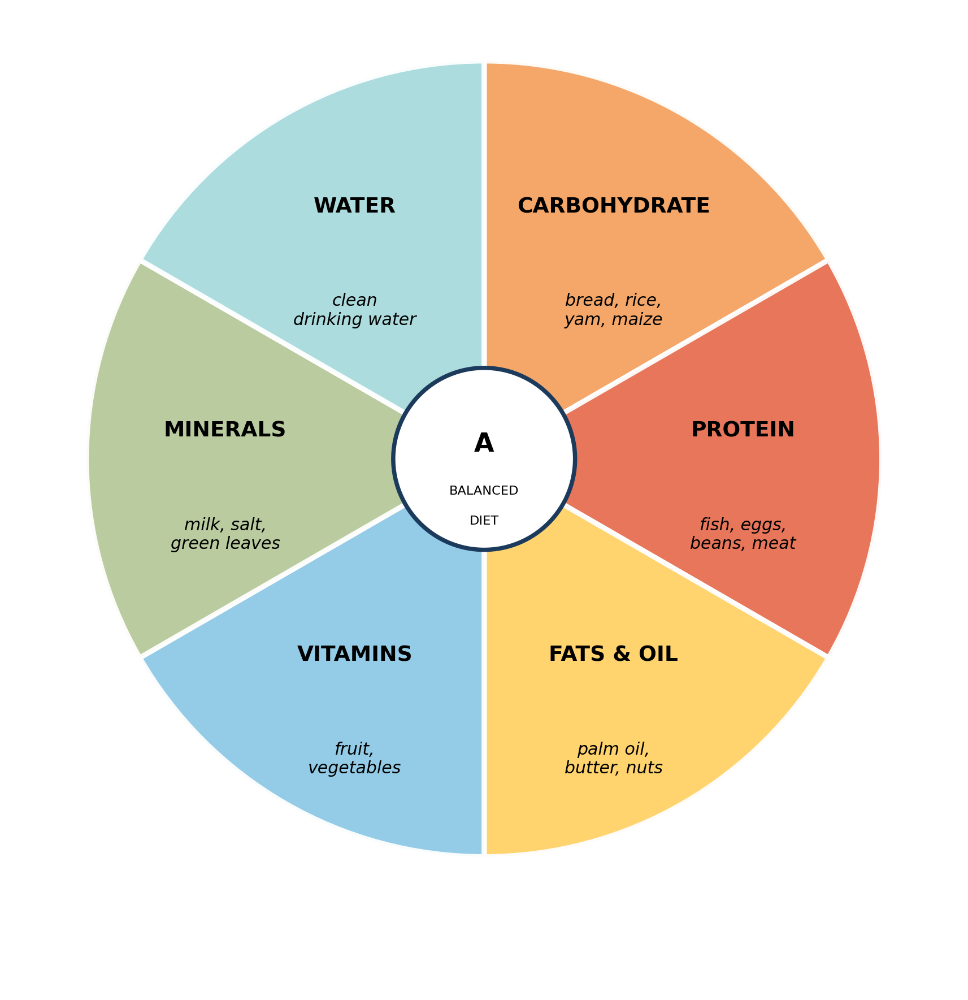 WATER
clean
drinking water
CARBOHYDRATE
bread, rice,
yam, maize
MINERALS
milk, salt,
green leaves
A
BALANCED
DIET
PROTEIN
fish, eggs,
beans, meat
VITAMINS
fruit,
vegetables
FATS & OIL
palm oil,
butter, nuts